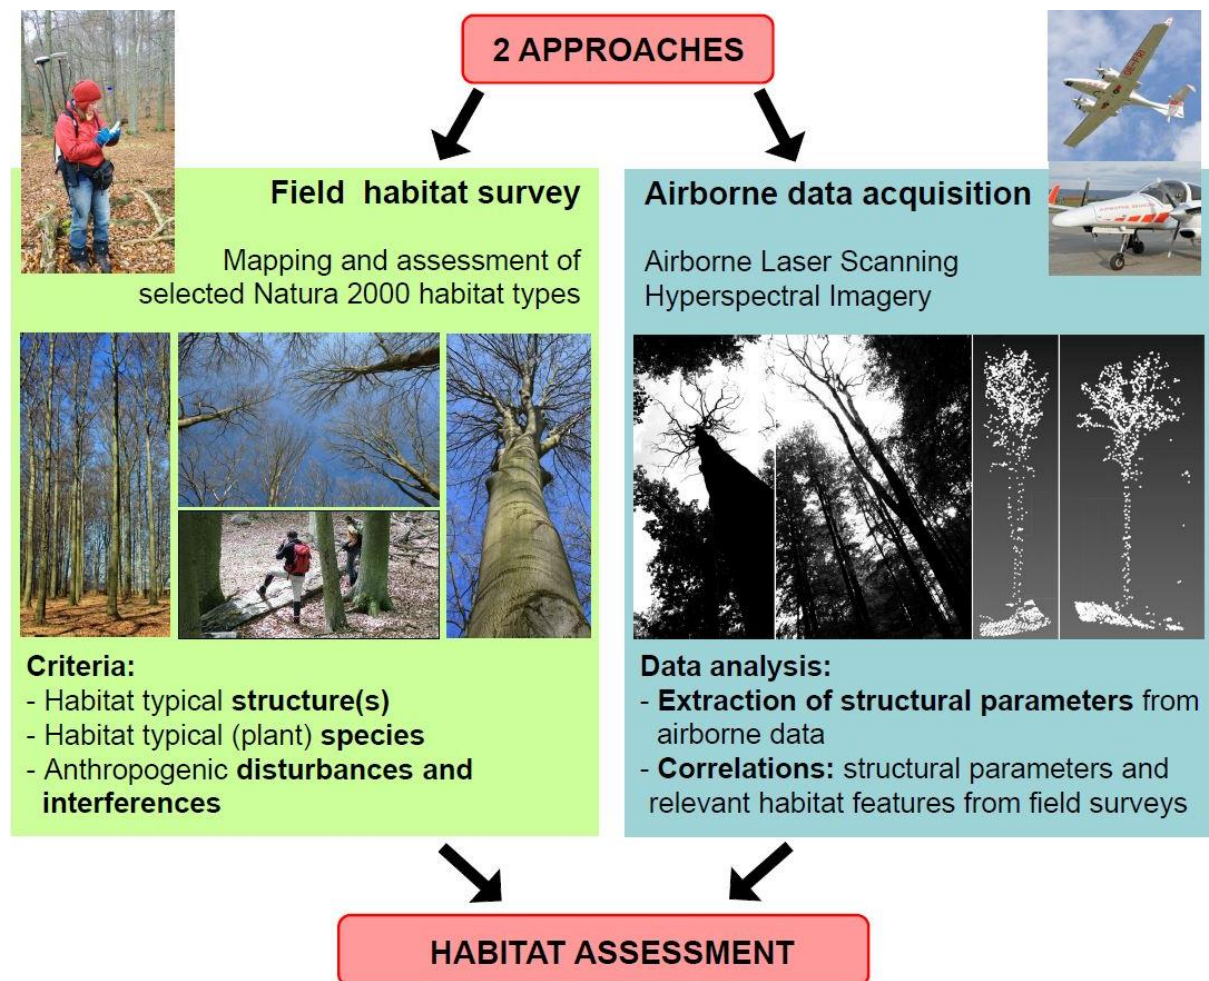 2 APPROACHES
Field habitat survey
Mapping and assessment of
selected Natura 2000 habitat types
Criteria:
- Habitat typical structure(s)
- Habitat typical (plant) species
- Anthropogenic disturbances and
interferences
Airborne data acquisition
Airborne Laser Scanning
Hyperspectral Imagery
Data analysis:
- Extraction of structural parameters from
airborne data
- Correlations: structural parameters and
relevant habitat features from field surveys
HABITAT ASSESSMENT